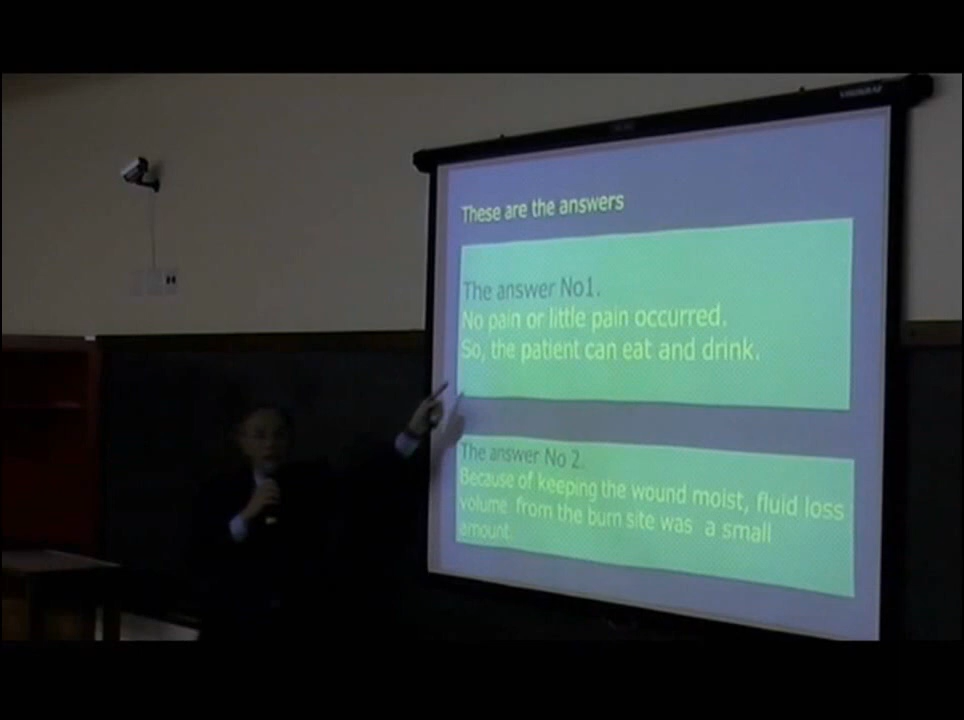 These are the answers
The answer No1.
No pain or little pain occurred.
So, the patient can eat and drink.
The answer No 2.
Because of keeping the wound moist, fluid loss
volume from the burn site was a small
amount.